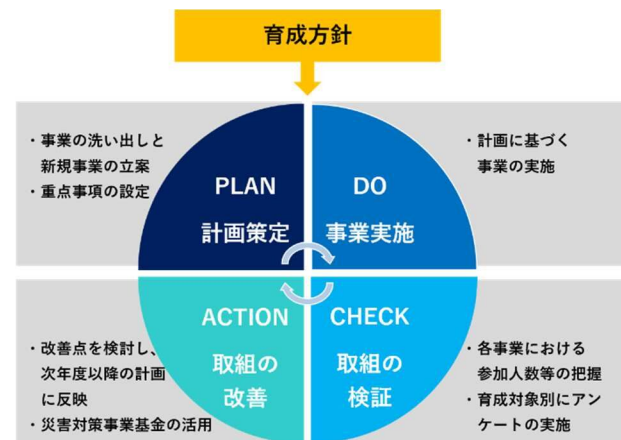 育成方針
・事業の洗い出しと
新規事業の立案
・重点事項の設定
PLAN
計画策定
DO
事業実施
・計画に基づく
事業の実施
・改善点を検討し、
次年度以降の計画
に反映
・災害対策事業基金の活用
ACTION
取組の
改善
CHECK
取組の
検証
・各事業における
参加人数等の把握
・育成対象別にアン
ケートの実施